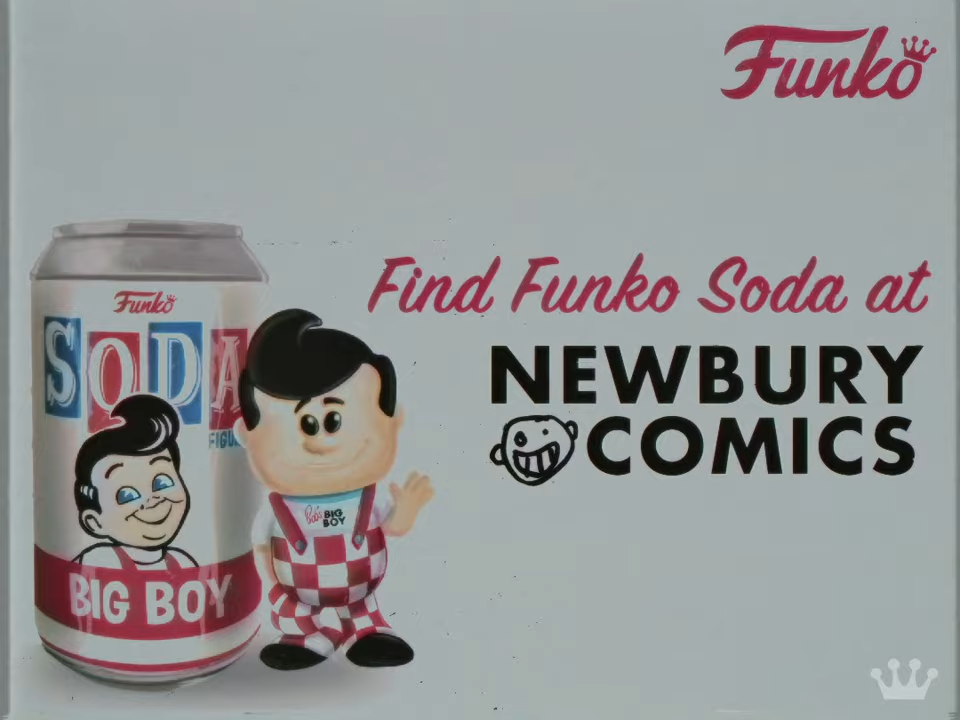 Funko
Find Funko Soda at
NEWBURY
COMICS
Funko
SODA
FIGU
BIG BOY
Bob's BIG
BOY